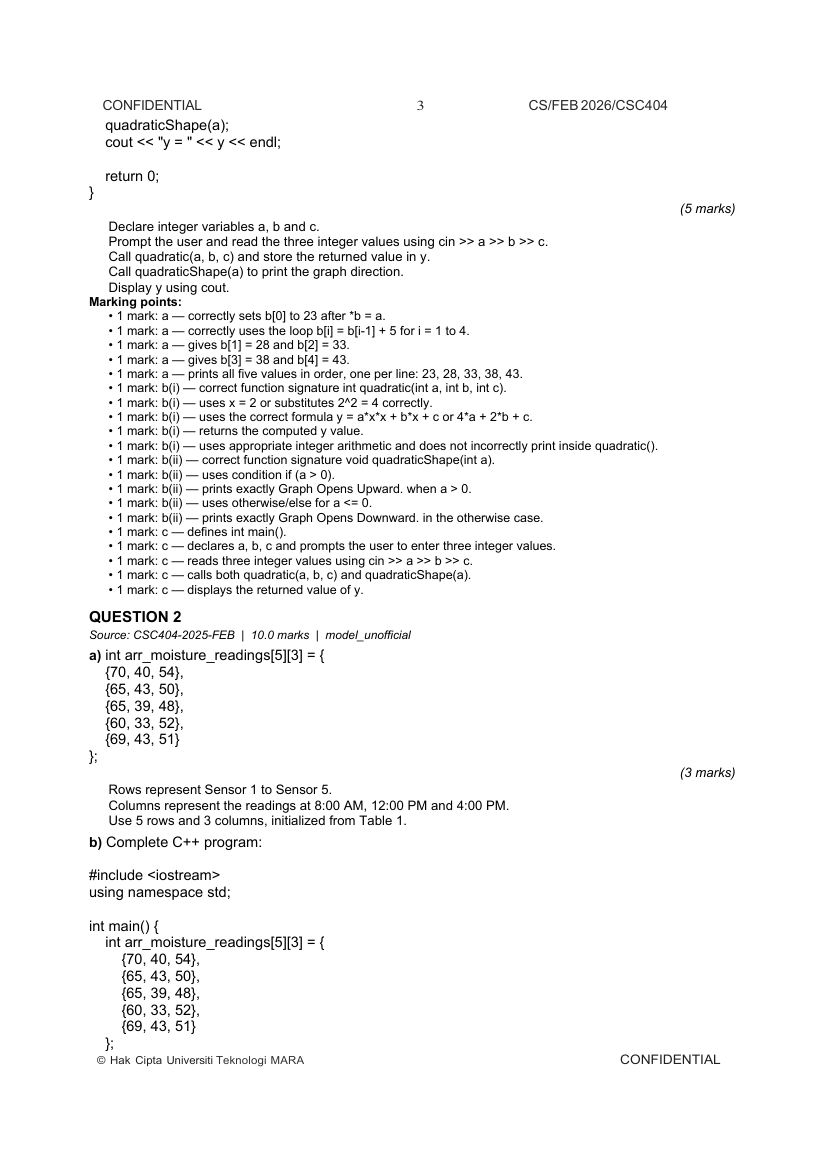 CONFIDENTIAL 3 CS/FEB 2026/CSC404
quadraticShape(a);
cout << "y = " << y << endl;
return 0;
}
(5 marks)
Declare integer variables a, b and c.
Prompt the user and read the three integer values using cin >> a >> b >> c.
Call quadratic(a, b, c) and store the returned value in y.
Call quadraticShape(a) to print the graph direction.
Display y using cout.
Marking points:
• 1 mark: a — correctly sets b[0] to 23 after *b = a.
• 1 mark: a — correctly uses the loop b[i] = b[i-1] + 5 for i = 1 to 4.
• 1 mark: a — gives b[1] = 28 and b[2] = 33.
• 1 mark: a — gives b[3] = 38 and b[4] = 43.
• 1 mark: a — prints all five values in order, one per line: 23, 28, 33, 38, 43.
• 1 mark: b(i) — correct function signature int quadratic(int a, int b, int c).
• 1 mark: b(i) — uses x = 2 or substitutes 2^2 = 4 correctly.
• 1 mark: b(i) — uses the correct formula y = a*x*x + b*x + c or 4*a + 2*b + c.
• 1 mark: b(i) — returns the computed y value.
• 1 mark: b(i) — uses appropriate integer arithmetic and does not incorrectly print inside quadratic().
• 1 mark: b(ii) — correct function signature void quadraticShape(int a).
• 1 mark: b(ii) — uses condition if (a > 0).
• 1 mark: b(ii) — prints exactly Graph Opens Upward. when a > 0.
• 1 mark: b(ii) — uses otherwise/else for a <= 0.
• 1 mark: b(ii) — prints exactly Graph Opens Downward. in the otherwise case.
• 1 mark: c — defines int main().
• 1 mark: c — declares a, b, c and prompts the user to enter three integer values.
• 1 mark: c — reads three integer values using cin >> a >> b >> c.
• 1 mark: c — calls both quadratic(a, b, c) and quadraticShape(a).
• 1 mark: c — displays the returned value of y.
QUESTION 2
Source: CSC404-2025-FEB | 10.0 marks | model_unofficial
a) int arr_moisture_readings[5][3] = {
{70, 40, 54},
{65, 43, 50},
{65, 39, 48},
{60, 33, 52},
{69, 43, 51}
};
(3 marks)
Rows represent Sensor 1 to Sensor 5.
Columns represent the readings at 8:00 AM, 12:00 PM and 4:00 PM.
Use 5 rows and 3 columns, initialized from Table 1.
b) Complete C++ program:
#include <iostream>
using namespace std;
int main() {
int arr_moisture_readings[5][3] = {
{70, 40, 54},
{65, 43, 50},
{65, 39, 48},
{60, 33, 52},
{69, 43, 51}
};
© Hak Cipta Universiti Teknologi MARA CONFIDENTIAL